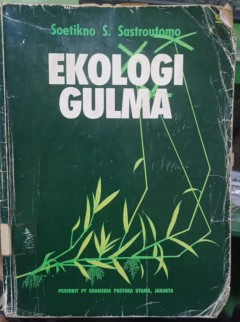 Soetikno S. Sastroutomo
EKOLOGI
GULMA
PENERBIT PT GRAMEDIA PUSTAKA UTAMA, JAKARTA